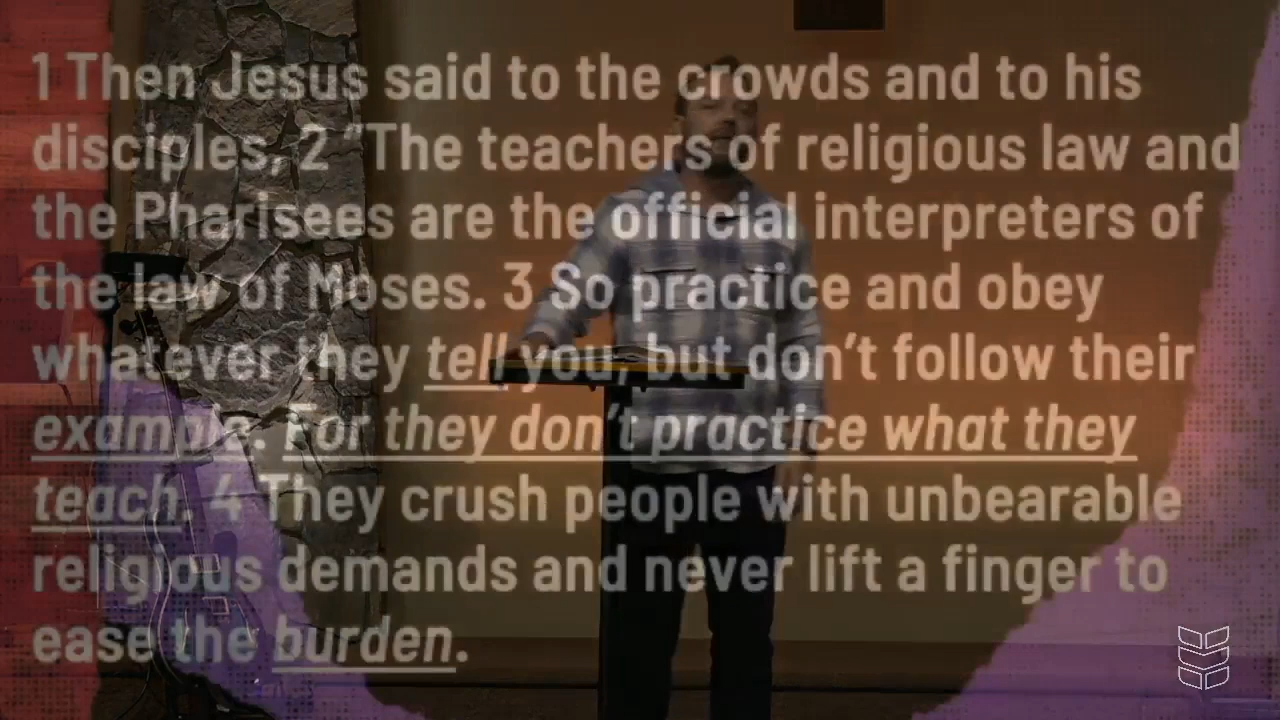 1 Then Jesus said to the crowds and to his
disciples, 2 “The teachers of religious law and
the Pharisees are the official interpreters of
the law of Moses. 3 So practice and obey
whatever they tell you, but don’t follow their
example. For they don’t practice what they
teach. 4 They crush people with unbearable
religious demands and never lift a finger to
ease the burden.